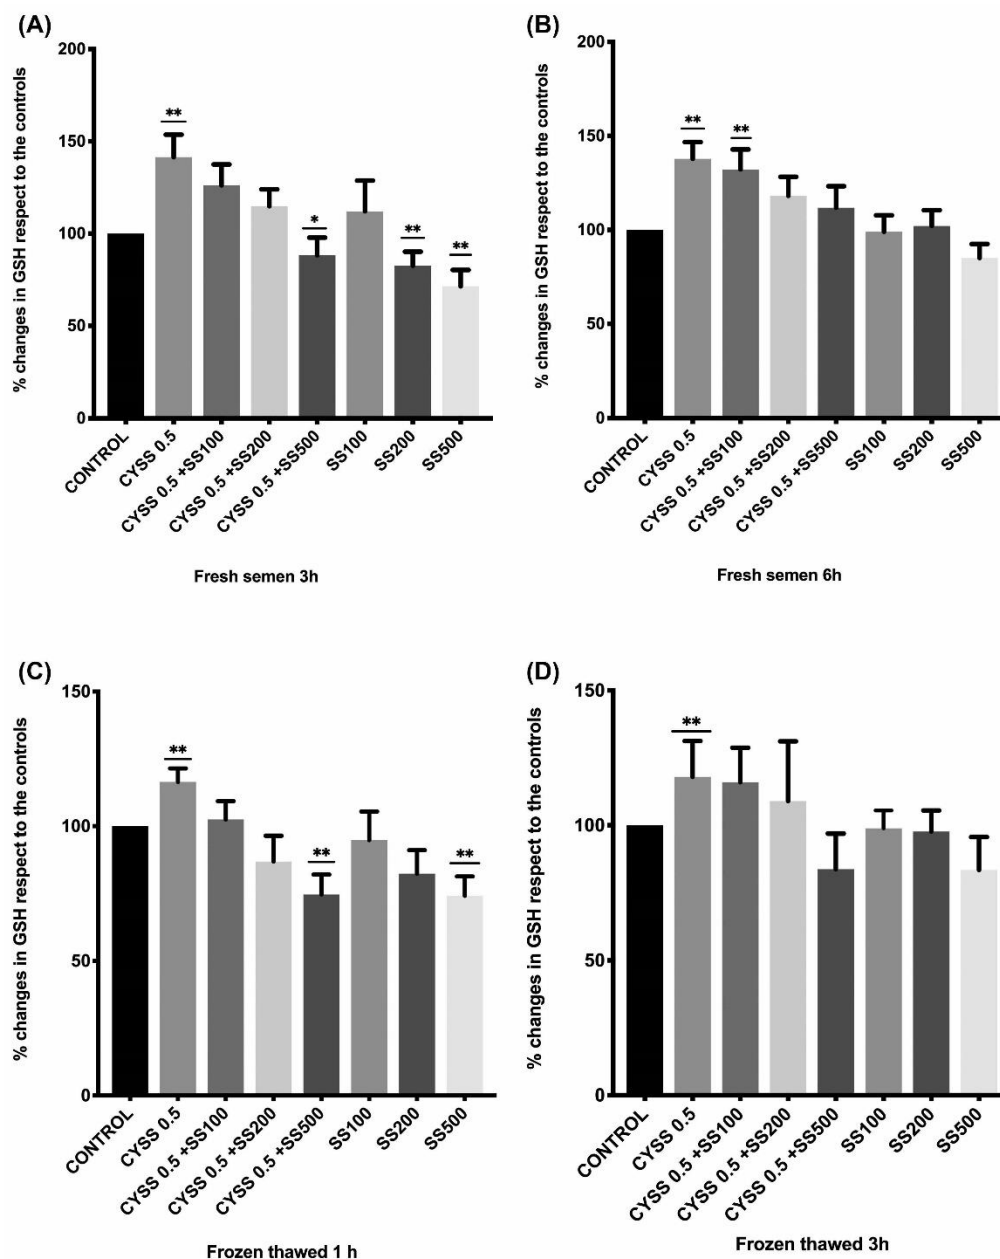 (A)
% changes in GSH respect to the controls
200
150
100
50
0
**
*
**
**
CONTROL
CYSS 0.5
CYSS 0.5 +SS100
CYSS 0.5 +SS200
CYSS 0.5 +SS500
SS100
SS200
SS500
Fresh semen 3h
(B)
% changes in GSH respect to the controls
200
150
100
50
0
**
**
CONTROL
CYSS 0.5
CYSS 0.5 +SS100
CYSS 0.5 +SS200
CYSS 0.5 +SS500
SS100
SS200
SS500
Fresh semen 6h
(C)
% changes in GSH respect to the controls
150
100
50
0
**
**
**
CONTROL
CYSS 0.5
CYSS 0.5 +SS100
CYSS 0.5 +SS200
CYSS 0.5 +SS500
SS100
SS200
SS500
Frozen thawed 1 h
(D)
% changes in GSH respect to the controls
150
100
50
0
**
CONTROL
CYSS 0.5
CYSS 0.5 +SS100
CYSS 0.5 +SS200
CYSS 0.5 +SS500
SS100
SS200
SS500
Frozen thawed 3h